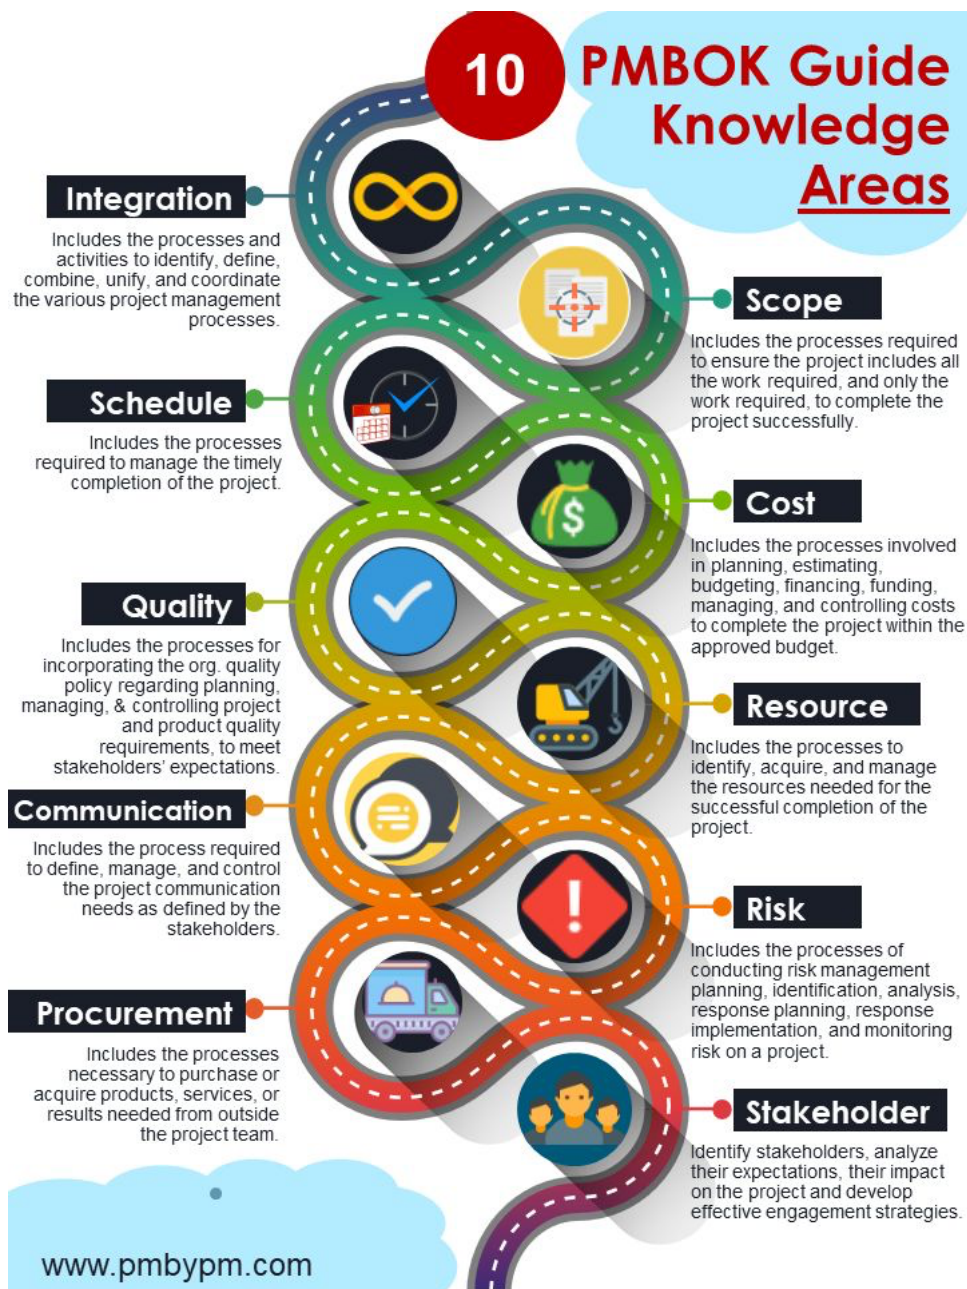 10
PMBOK Guide
Knowledge
Areas
Integration
Includes the processes and
activities to identify, define,
combine, unify, and coordinate
the various project management
processes.
Scope
Includes the processes required
to ensure the project includes all
the work required, and only the
work required, to complete the
project successfully.
Schedule
Includes the processes
required to manage the timely
completion of the project.
Cost
Includes the processes involved
in planning, estimating,
budgeting, financing, funding,
managing, and controlling costs
to complete the project within the
approved budget.
Quality
Includes the processes for
incorporating the org. quality
policy regarding planning,
managing, & controlling project
and product quality
requirements, to meet
stakeholders' expectations.
Resource
Includes the processes to
identify, acquire, and manage
the resources needed for the
successful completion of the
project.
Communication
Includes the process required
to define, manage, and control
the project communication
needs as defined by the
stakeholders.
Risk
Includes the processes of
conducting risk management
planning, identification, analysis,
response planning, response
implementation, and monitoring
risk on a project.
Procurement
Includes the processes
necessary to purchase or
acquire products, services, or
results needed from outside
the project team.
Stakeholder
Identify stakeholders, analyze
their expectations, their impact
on the project and develop
effective engagement strategies.
www.pmbypm.com